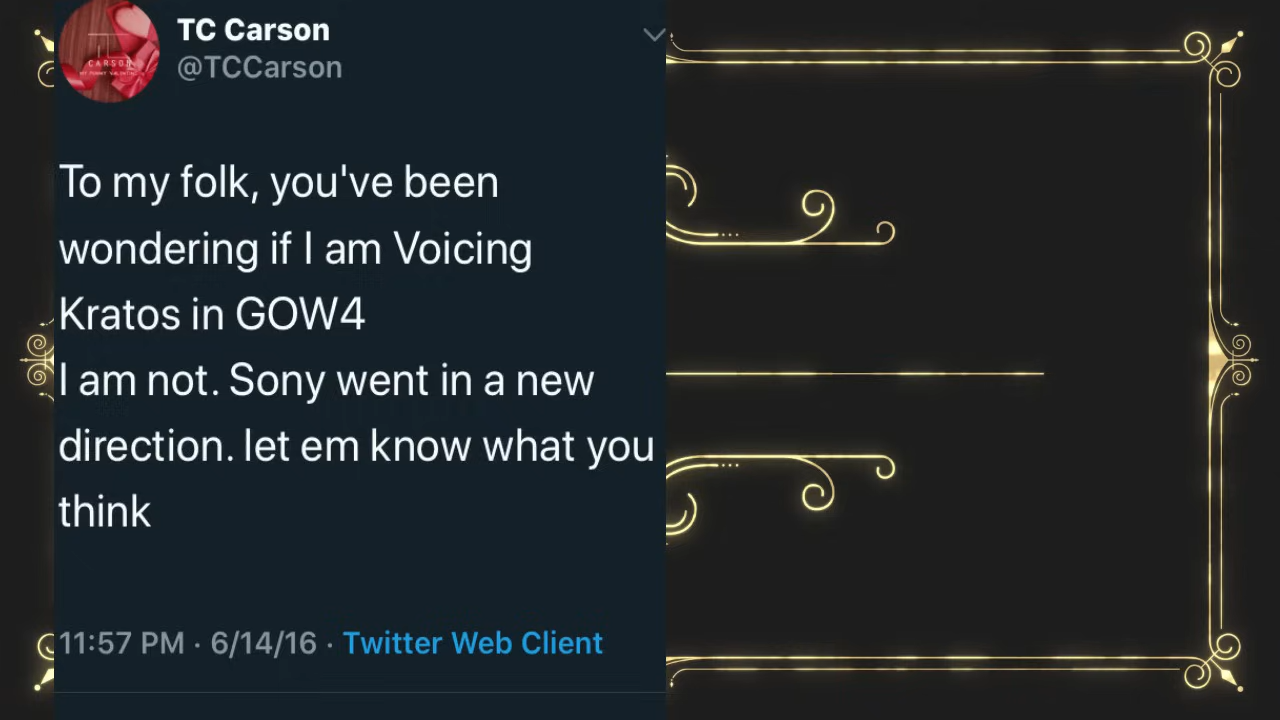 TC Carson
@TCCarson
To my folk, you've been
wondering if I am Voicing
Kratos in GOW4
I am not. Sony went in a new
direction. let em know what you
think
11:57 PM · 6/14/16 · Twitter Web Client